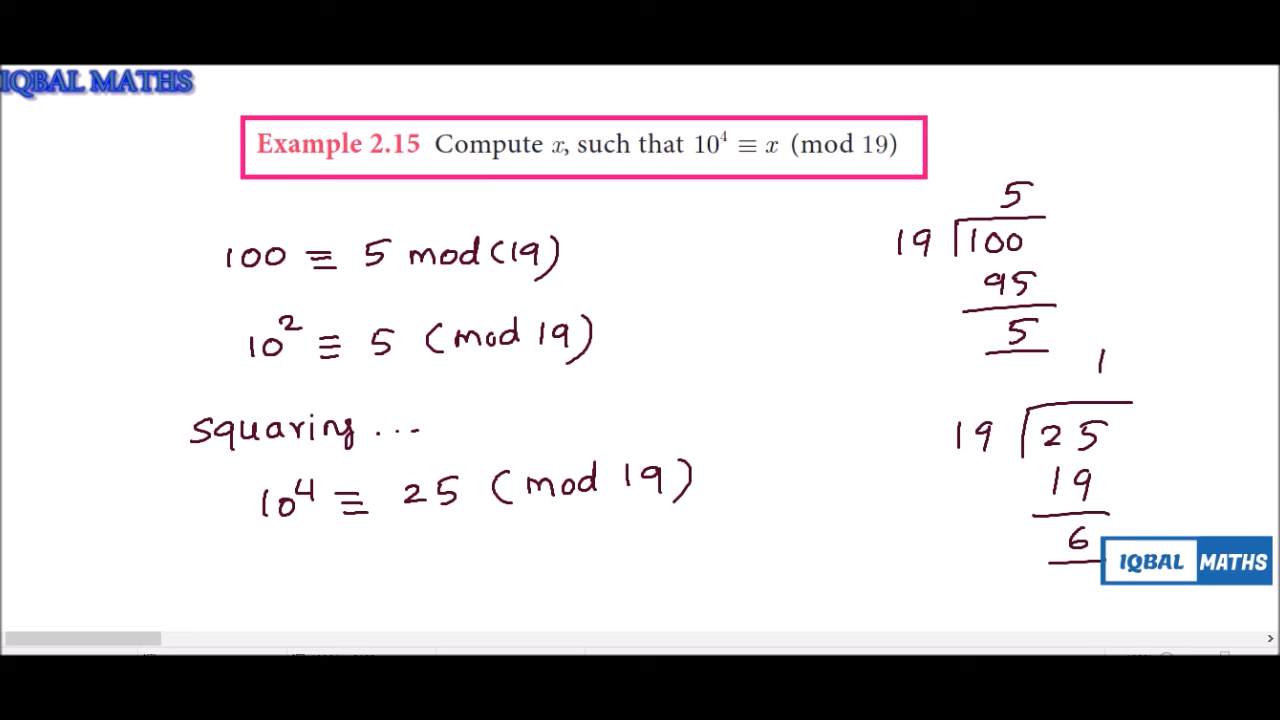 IQBAL MATHS
Example 2.15 Compute x, such that 10⁴ ≡ x (mod 19)
100 ≡ 5 mod(19)
10² ≡ 5 (mod 19)
squaring ...
10⁴ ≡ 25 (mod 19)
5
19 100
95
5
1
19 25
19
6
IQBAL MATHS